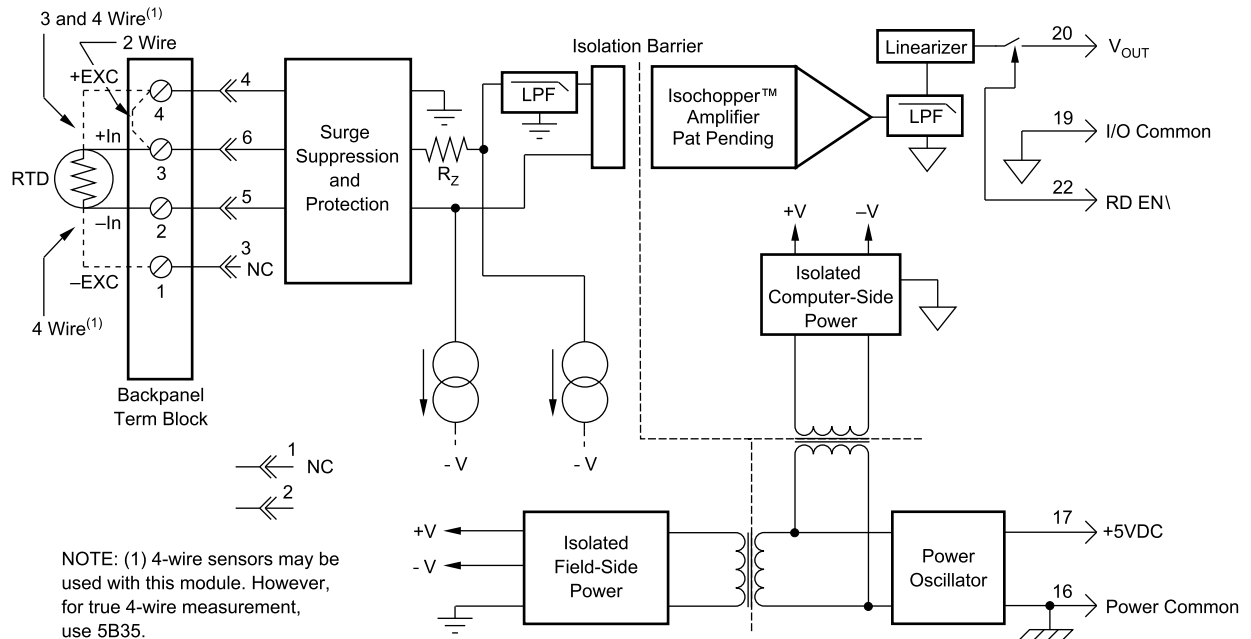 3 and 4 Wire(1)
2 Wire
+EXC
4
4
+In
6
3
RTD
5
–In
2
3
NC
–EXC
1
4 Wire(1)
Backpanel
Term Block
Surge
Suppression
and
Protection
RZ
LPF
Isolation Barrier
Isochopper™
Amplifier
Pat Pending
Linearizer
LPF
20
VOUT
19
I/O Common
22
RD EN\
+V
–V
Isolated
Computer-Side
Power
- V
- V
1
NC
2
+V
- V
Isolated
Field-Side
Power
Power
Oscillator
17
+5VDC
16
Power Common
NOTE: (1) 4-wire sensors may be
used with this module. However,
for true 4-wire measurement,
use 5B35.